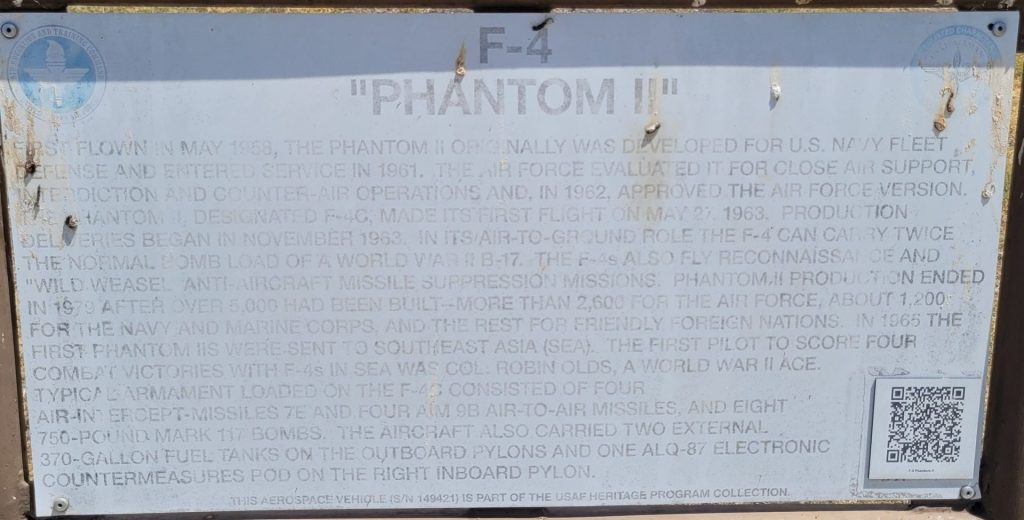 F-4
"PHANTOM II"
FIRST FLOWN IN MAY 1958, THE PHANTOM II ORIGINALLY WAS DEVELOPED FOR U.S. NAVY FLEET
DEFENSE AND ENTERED SERVICE IN 1961. THE AIR FORCE EVALUATED IT FOR CLOSE AIR SUPPORT,
INTERDICTION AND COUNTER-AIR OPERATIONS AND, IN 1962, APPROVED THE AIR FORCE VERSION.
THE PHANTOM II, DESIGNATED F-4C, MADE ITS FIRST FLIGHT ON MAY 27, 1963. PRODUCTION
DELIVERIES BEGAN IN NOVEMBER 1963. IN ITS AIR-TO-GROUND ROLE THE F-4 CAN CARRY TWICE
THE NORMAL BOMB LOAD OF A WORLD WAR II B-17. THE F-4s ALSO FLY RECONNAISSANCE AND
"WILD WEASEL" ANTI-AIRCRAFT MISSILE SUPPRESSION MISSIONS. PHANTOM II PRODUCTION ENDED
IN 1979 AFTER OVER 5,000 HAD BEEN BUILT--MORE THAN 2,600 FOR THE AIR FORCE, ABOUT 1,200
FOR THE NAVY AND MARINE CORPS, AND THE REST FOR FRIENDLY FOREIGN NATIONS. IN 1965 THE
FIRST PHANTOM IIS WERE SENT TO SOUTHEAST ASIA (SEA). THE FIRST PILOT TO SCORE FOUR
COMBAT VICTORIES WITH F-4s IN SEA WAS COL. ROBIN OLDS, A WORLD WAR II ACE.
TYPICAL ARMAMENT LOADED ON THE F-4C CONSISTED OF FOUR
AIR-INTERCEPT-MISSILES 7E AND FOUR AIM 9B AIR-TO-AIR MISSILES, AND EIGHT
750-POUND MARK 117 BOMBS. THE AIRCRAFT ALSO CARRIED TWO EXTERNAL
370-GALLON FUEL TANKS ON THE OUTBOARD PYLONS AND ONE ALQ-87 ELECTRONIC
COUNTERMEASURES POD ON THE RIGHT INBOARD PYLON.
THIS AEROSPACE VEHICLE (S/N 149421) IS PART OF THE USAF HERITAGE PROGRAM COLLECTION.